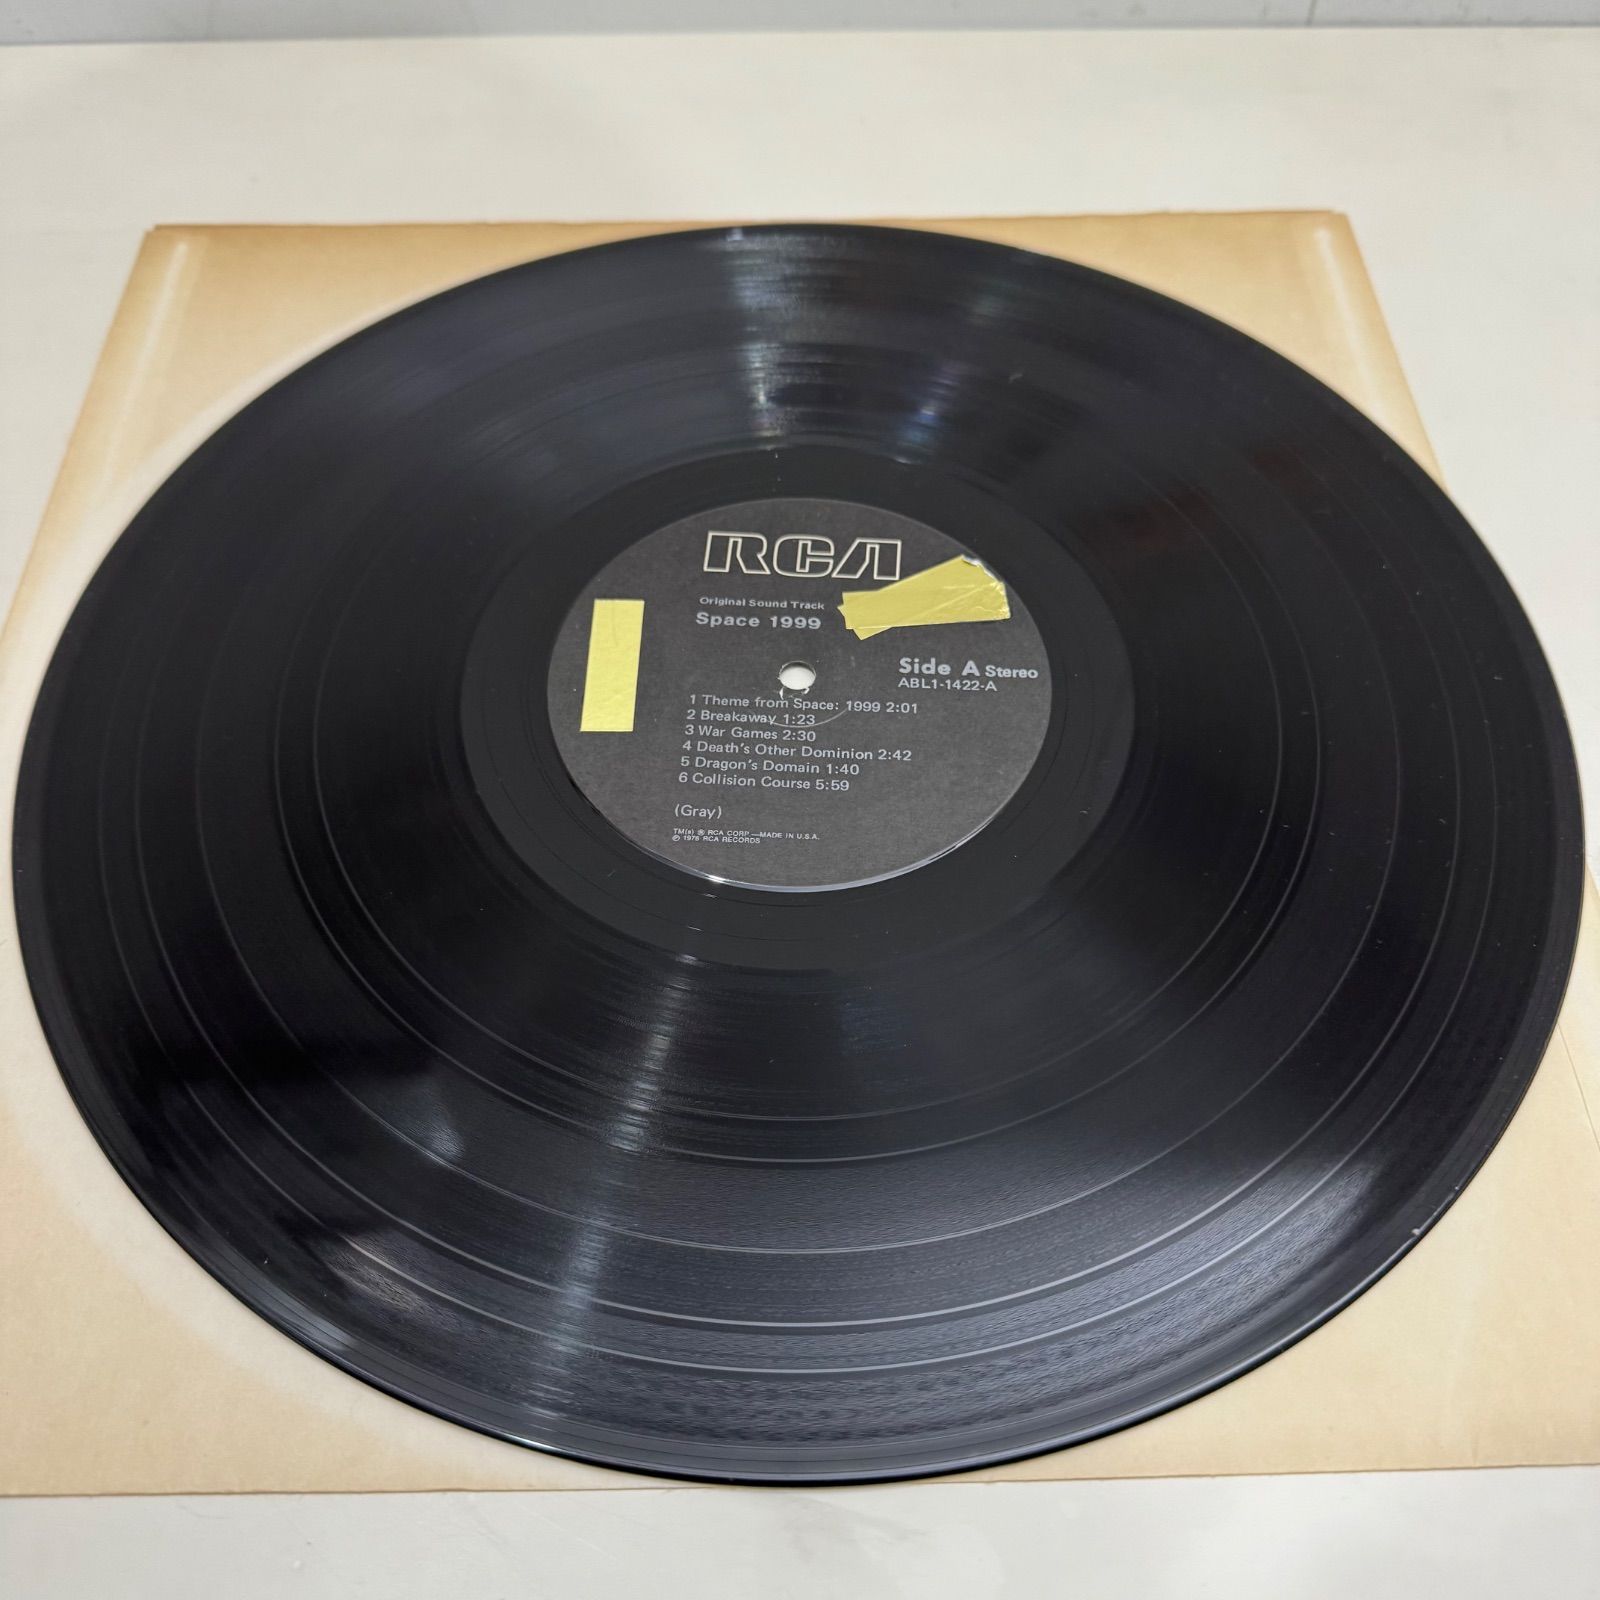 RCA
Original Sound Track
Space 1999
Side A Stereo
ABL1-1422-A
1 Theme from Space: 1999 2:01
2 Breakaway 1:23
3 War Games 2:30
4 Death's Other Dominion 2:42
5 Dragon's Domain 1:40
6 Collision Course 5:59
(Gray)
TM(s) ® RCA CORP.—MADE IN U.S.A.
℗ 1976 RCA RECORDS